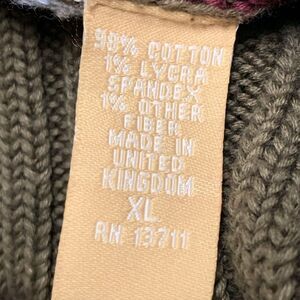 98% COTTON
1% LYCRA
SPANDEX
1% OTHER
FIBER
MADE IN
UNITED
KINGDOM
XL
RN: 13711